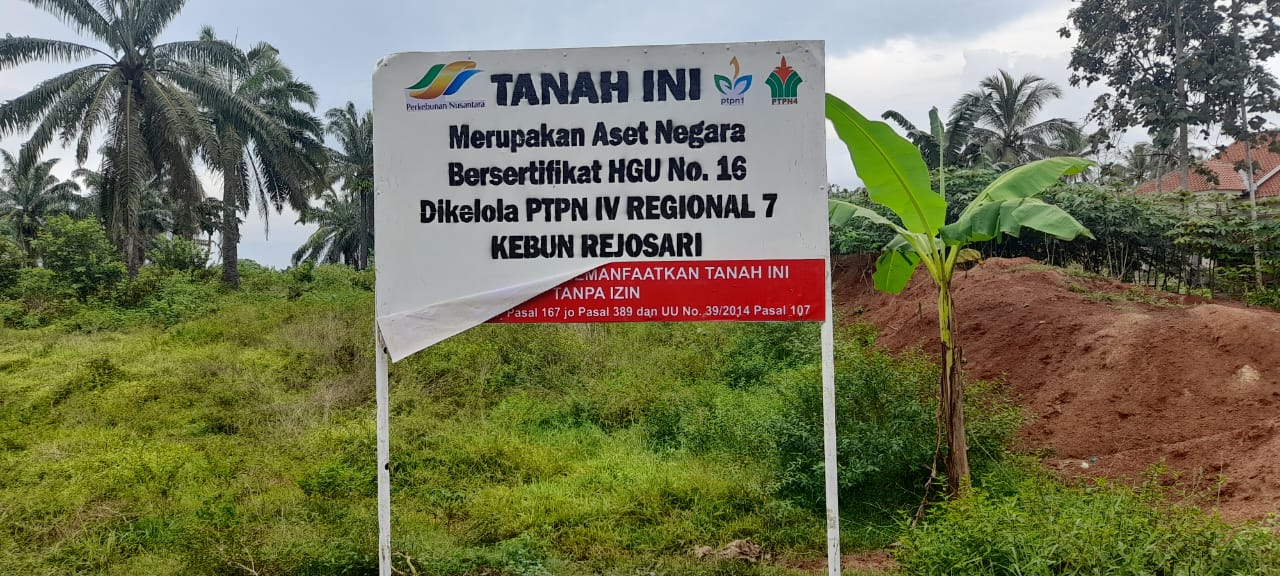 Perkebunan Nusantara
TANAH INI
ptpn1
PTPN4
Merupakan Aset Negara
Bersertifikat HGU No. 16
Dikelola PTPN IV REGIONAL 7
KEBUN REJOSARI
TANAH INI
TANPA IZIN
Pasal 167 jo Pasal 389 dan UU No. 39/2014 Pasal 107